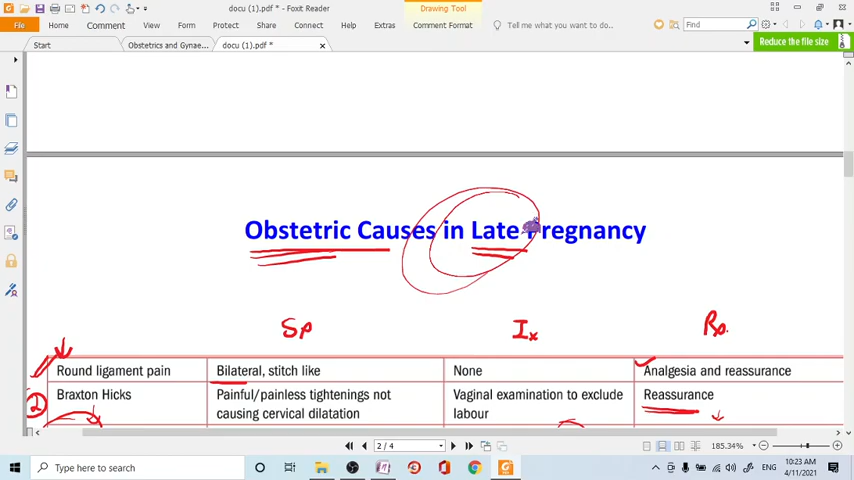 docu (1).pdf * - Foxit Reader
Drawing Tool
File
Home
Comment
View
Form
Protect
Share
Connect
Help
Extras
Comment Format
Tell me what you want to do...
Find
Start
Obstetrics and Gynae...
docu (1).pdf *
Reduce the file size
Obstetric Causes in Late Pregnancy
Sp
Ix
Rx
Round ligament pain
Bilateral, stitch like
None
Analgesia and reassurance
2
Braxton Hicks
Painful/painless tightenings not
causing cervical dilatation
Vaginal examination to exclude
labour
Reassurance
2 / 4
185.34%
Type here to search
ENG
10:23 AM
4/11/2021